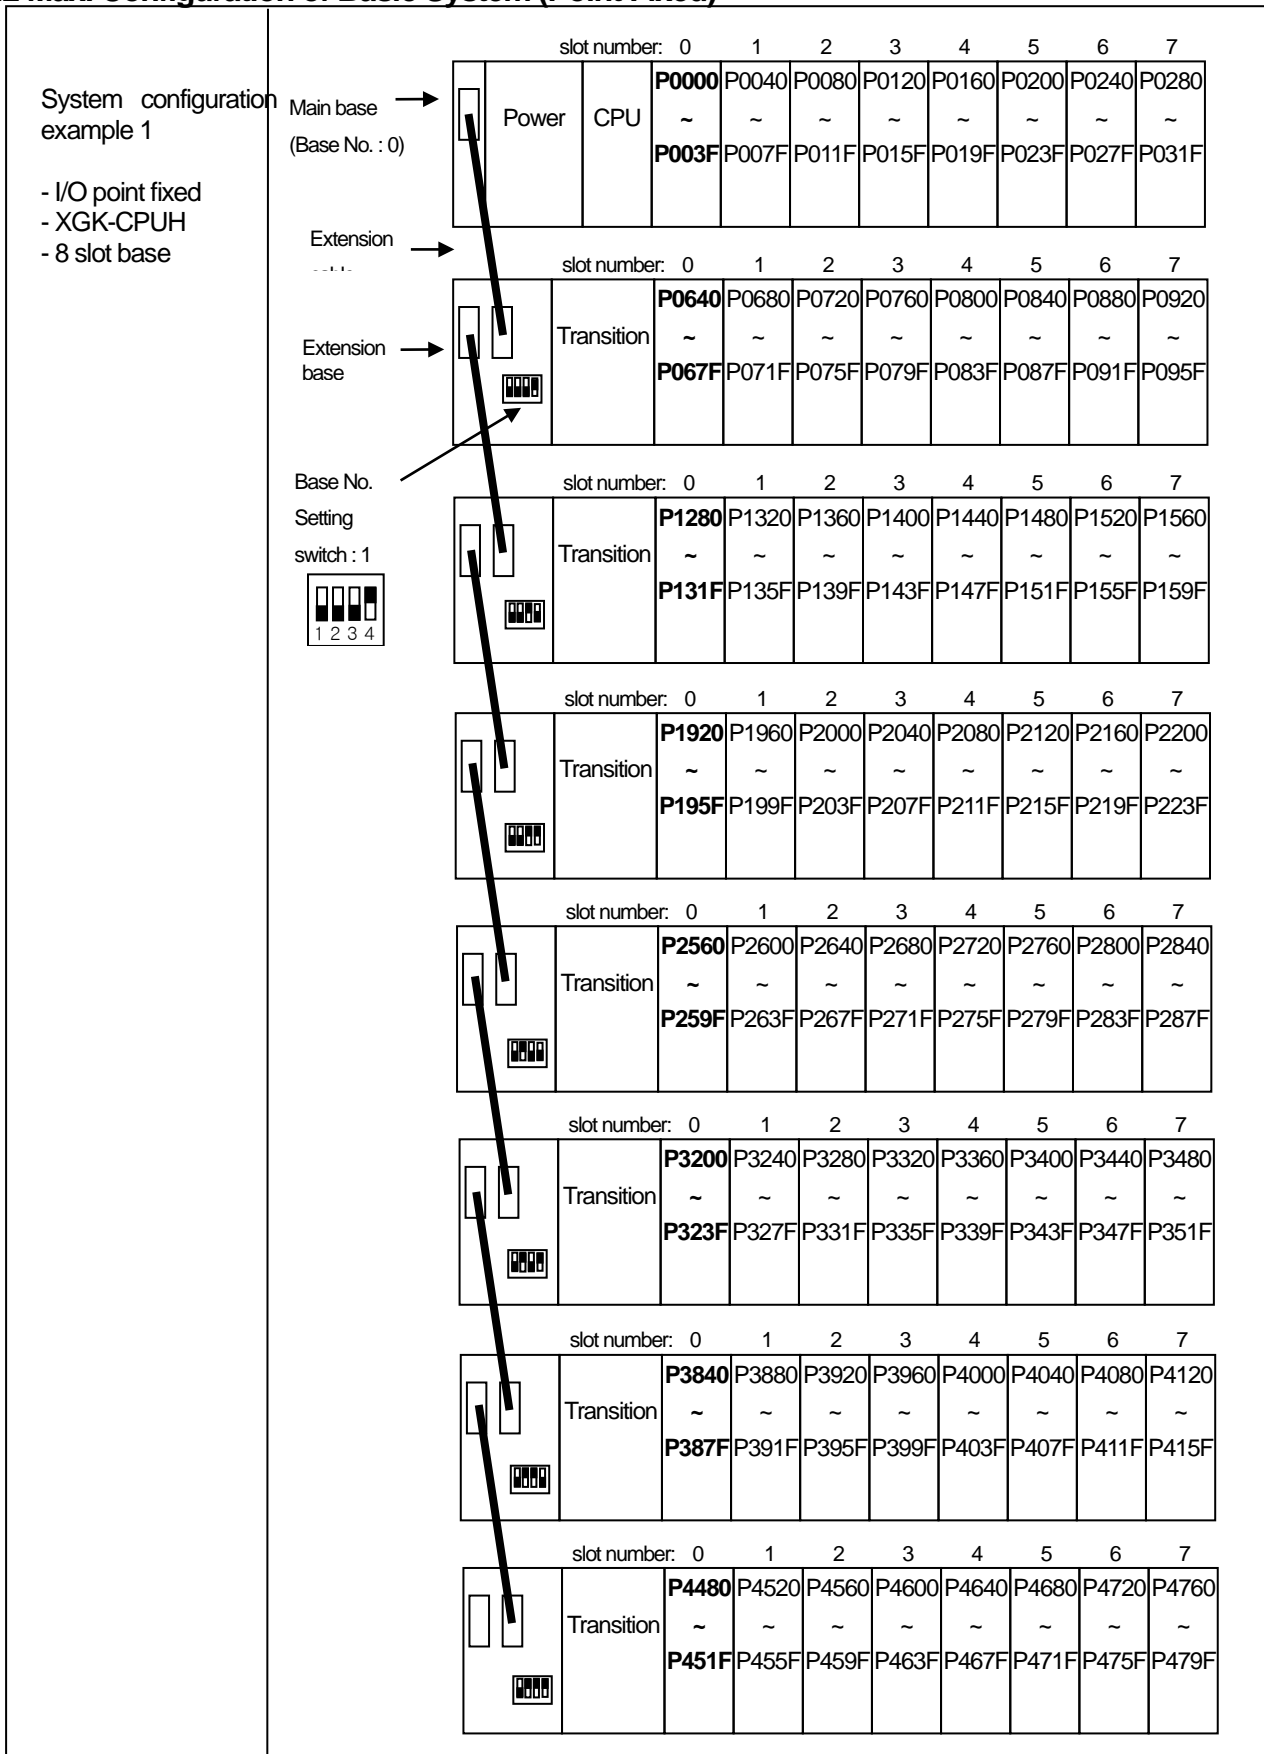 System configuration
example 1
- I/O point fixed
- XGK-CPUH
- 8 slot base
slot number: 0 1 2 3 4 5 6 7
Main base
(Base No. : 0)
Power CPU
P0000 P0040 P0080 P0120 P0160 P0200 P0240 P0280
~ ~ ~ ~ ~ ~ ~ ~
P003F P007F P011F P015F P019F P023F P027F P031F
Extension
slot number: 0 1 2 3 4 5 6 7
Extension
base
Transition
P0640 P0680 P0720 P0760 P0800 P0840 P0880 P0920
~ ~ ~ ~ ~ ~ ~ ~
P067F P071F P075F P079F P083F P087F P091F P095F
Base No.
Setting
switch : 1
1 2 3 4
slot number: 0 1 2 3 4 5 6 7
Transition
P1280 P1320 P1360 P1400 P1440 P1480 P1520 P1560
~ ~ ~ ~ ~ ~ ~ ~
P131F P135F P139F P143F P147F P151F P155F P159F
slot number: 0 1 2 3 4 5 6 7
Transition
P1920 P1960 P2000 P2040 P2080 P2120 P2160 P2200
~ ~ ~ ~ ~ ~ ~ ~
P195F P199F P203F P207F P211F P215F P219F P223F
slot number: 0 1 2 3 4 5 6 7
Transition
P2560 P2600 P2640 P2680 P2720 P2760 P2800 P2840
~ ~ ~ ~ ~ ~ ~ ~
P259F P263F P267F P271F P275F P279F P283F P287F
slot number: 0 1 2 3 4 5 6 7
Transition
P3200 P3240 P3280 P3320 P3360 P3400 P3440 P3480
~ ~ ~ ~ ~ ~ ~ ~
P323F P327F P331F P335F P339F P343F P347F P351F
slot number: 0 1 2 3 4 5 6 7
Transition
P3840 P3880 P3920 P3960 P4000 P4040 P4080 P4120
~ ~ ~ ~ ~ ~ ~ ~
P387F P391F P395F P399F P403F P407F P411F P415F
slot number: 0 1 2 3 4 5 6 7
Transition
P4480 P4520 P4560 P4600 P4640 P4680 P4720 P4760
~ ~ ~ ~ ~ ~ ~ ~
P451F P455F P459F P463F P467F P471F P475F P479F